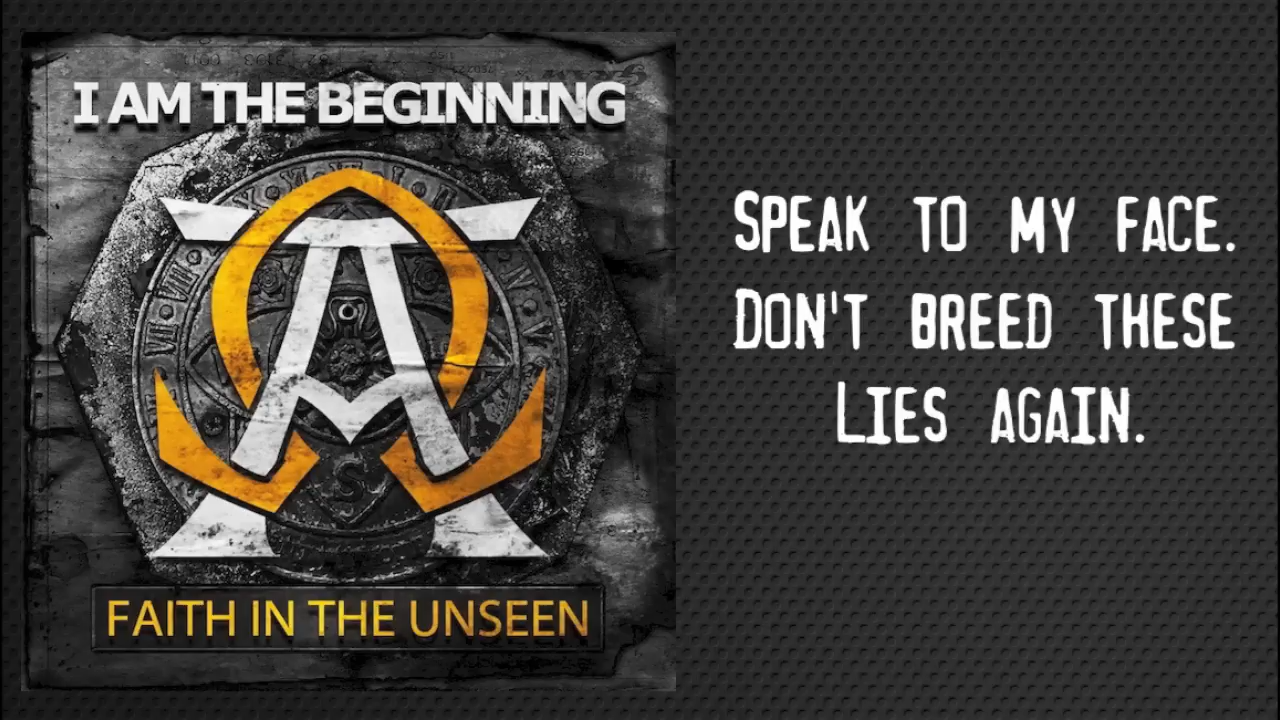 I AM THE BEGINNING
FAITH IN THE UNSEEN
SPEAK TO MY FACE.
DON'T BREED THESE
LIES AGAIN.